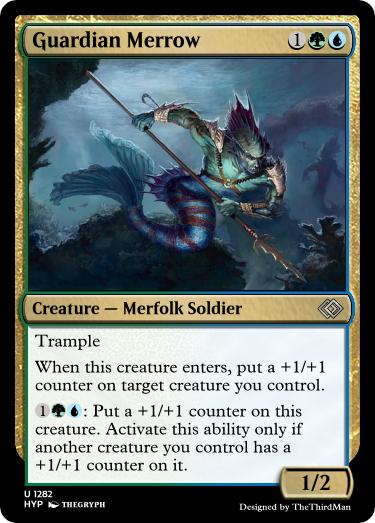 Guardian Merrow 1
Creature — Merfolk Soldier
Trample
When this creature enters, put a +1/+1
counter on target creature you control.
1: Put a +1/+1 counter on this
creature. Activate this ability only if
another creature you control has a
+1/+1 counter on it.
1/2
U 1282
HYP THEGRYPH
Designed by TheThirdMan